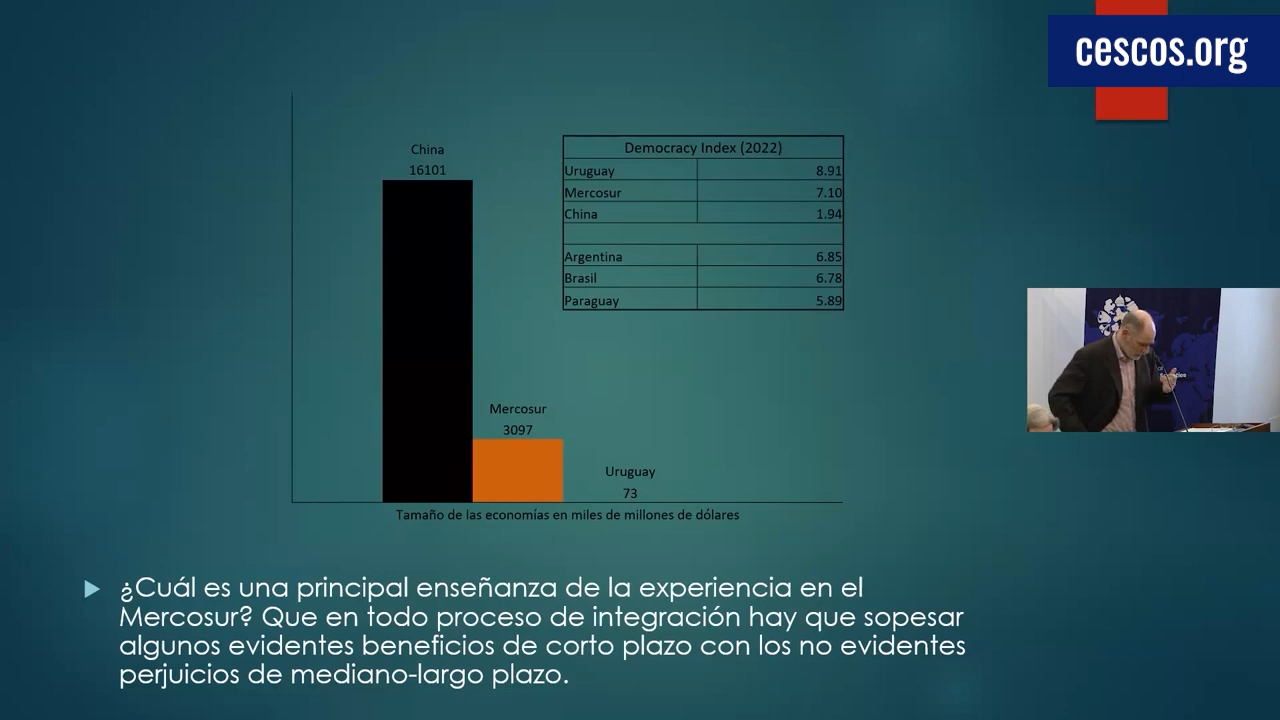 cescos.org
China
16101
Democracy Index (2022)
Uruguay 8.91
Mercosur 7.10
China 1.94
Argentina 6.85
Brasil 6.78
Paraguay 5.89
Mercosur
3097
Uruguay
73
Tamaño de las economías en miles de millones de dólares
¿Cuál es una principal enseñanza de la experiencia en el
Mercosur? Que en todo proceso de integración hay que sopesar
algunos evidentes beneficios de corto plazo con los no evidentes
perjuicios de mediano-largo plazo.